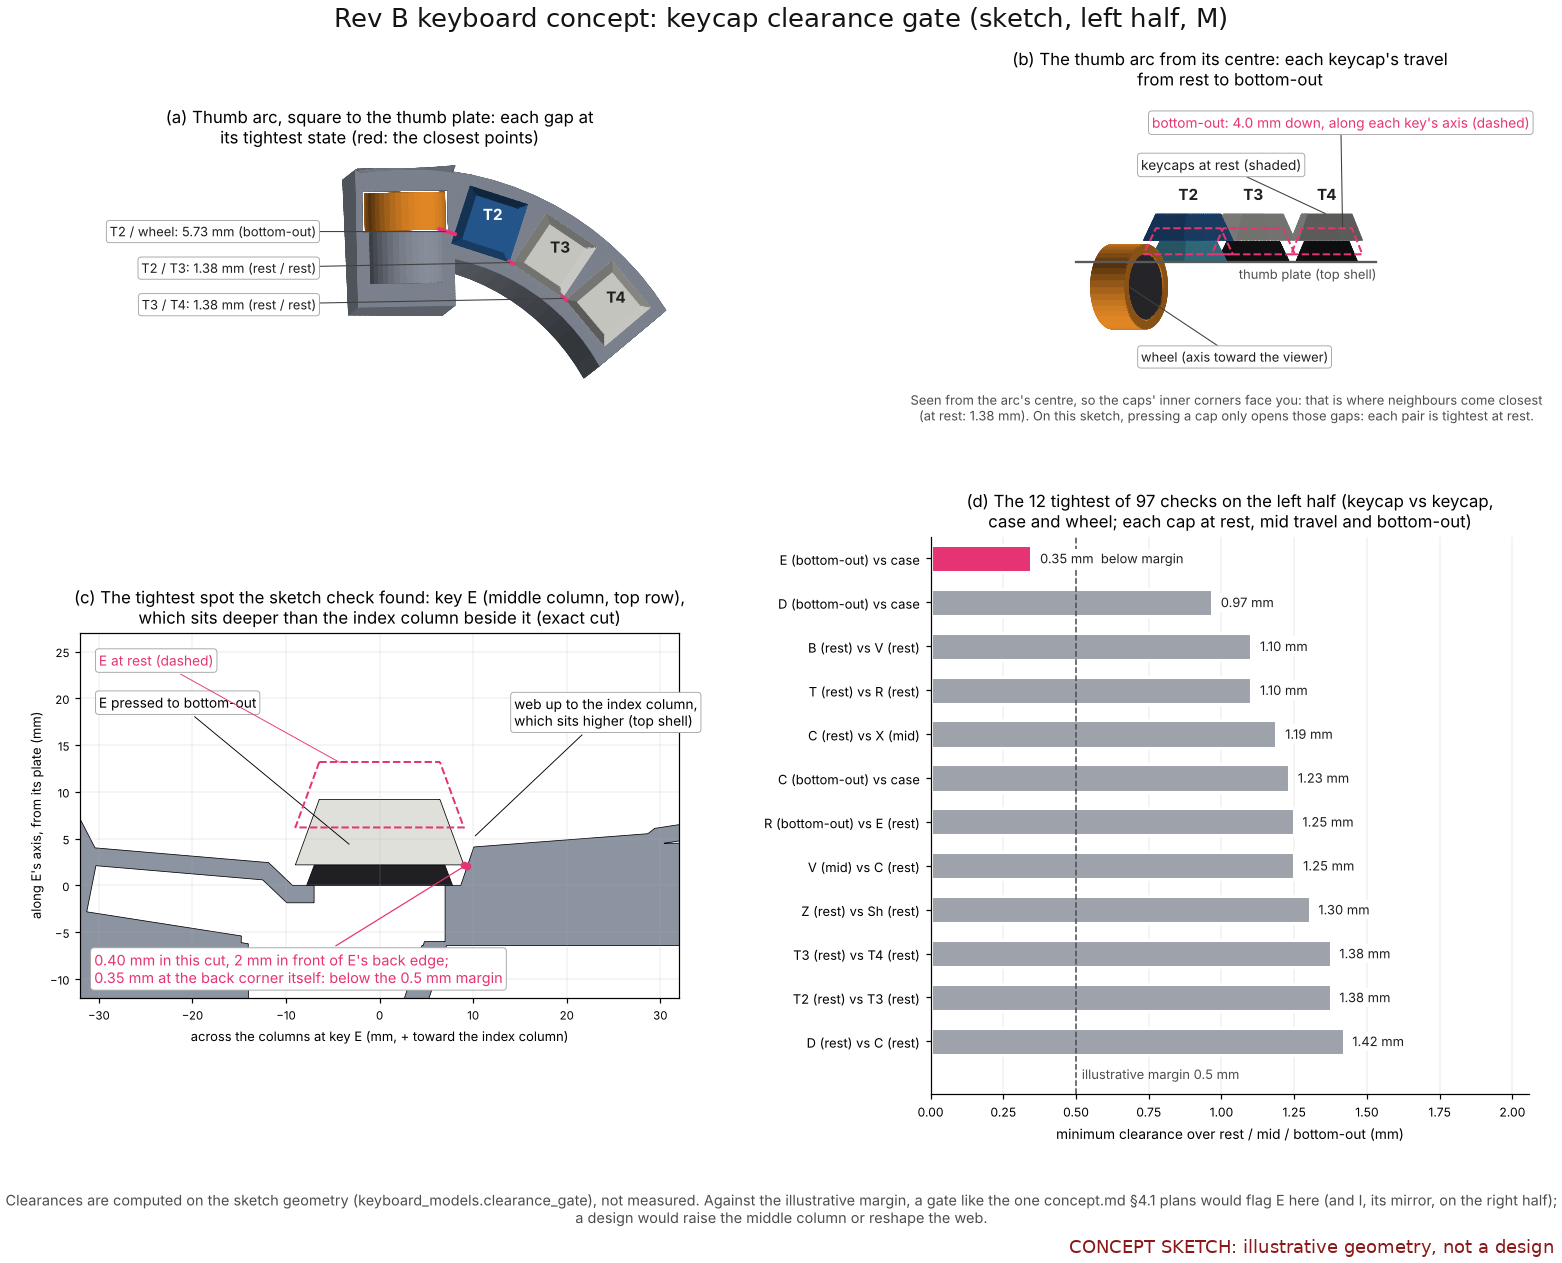 Rev B keyboard concept: keycap clearance gate (sketch, left half, M)
(a) Thumb arc, square to the thumb plate: each gap at
its tightest state (red: the closest points)
T2 / wheel: 5.73 mm (bottom-out)
T2 / T3: 1.38 mm (rest / rest)
T3 / T4: 1.38 mm (rest / rest)
T2
T3
T4
(b) The thumb arc from its centre: each keycap's travel
from rest to bottom-out
bottom-out: 4.0 mm down, along each key's axis (dashed)
keycaps at rest (shaded)
T2
T3
T4
thumb plate (top shell)
wheel (axis toward the viewer)
Seen from the arc's centre, so the caps' inner corners face you: that is where neighbours come closest
(at rest: 1.38 mm). On this sketch, pressing a cap only opens those gaps: each pair is tightest at rest.
(c) The tightest spot the sketch check found: key E (middle column, top row),
which sits deeper than the index column beside it (exact cut)
E at rest (dashed)
E pressed to bottom-out
web up to the index column,
which sits higher (top shell)
0.40 mm in this cut, 2 mm in front of E's back edge;
0.35 mm at the back corner itself: below the 0.5 mm margin
along E's axis, from its plate (mm)
25
20
15
10
5
0
−5
−10
−30
−20
−10
0
10
20
30
across the columns at key E (mm, + toward the index column)
(d) The 12 tightest of 97 checks on the left half (keycap vs keycap,
case and wheel; each cap at rest, mid travel and bottom-out)
E (bottom-out) vs case
0.35 mm  below margin
D (bottom-out) vs case
0.97 mm
B (rest) vs V (rest)
1.10 mm
T (rest) vs R (rest)
1.10 mm
C (rest) vs X (mid)
1.19 mm
C (bottom-out) vs case
1.23 mm
R (bottom-out) vs E (rest)
1.25 mm
V (mid) vs C (rest)
1.25 mm
Z (rest) vs Sh (rest)
1.30 mm
T3 (rest) vs T4 (rest)
1.38 mm
T2 (rest) vs T3 (rest)
1.38 mm
D (rest) vs C (rest)
1.42 mm
illustrative margin 0.5 mm
0.00
0.25
0.50
0.75
1.00
1.25
1.50
1.75
2.00
minimum clearance over rest / mid / bottom-out (mm)
Clearances are computed on the sketch geometry (keyboard_models.clearance_gate), not measured. Against the illustrative margin, a gate like the one concept.md §4.1 plans would flag E here (and I, its mirror, on the right half);
a design would raise the middle column or reshape the web.
CONCEPT SKETCH: illustrative geometry, not a design